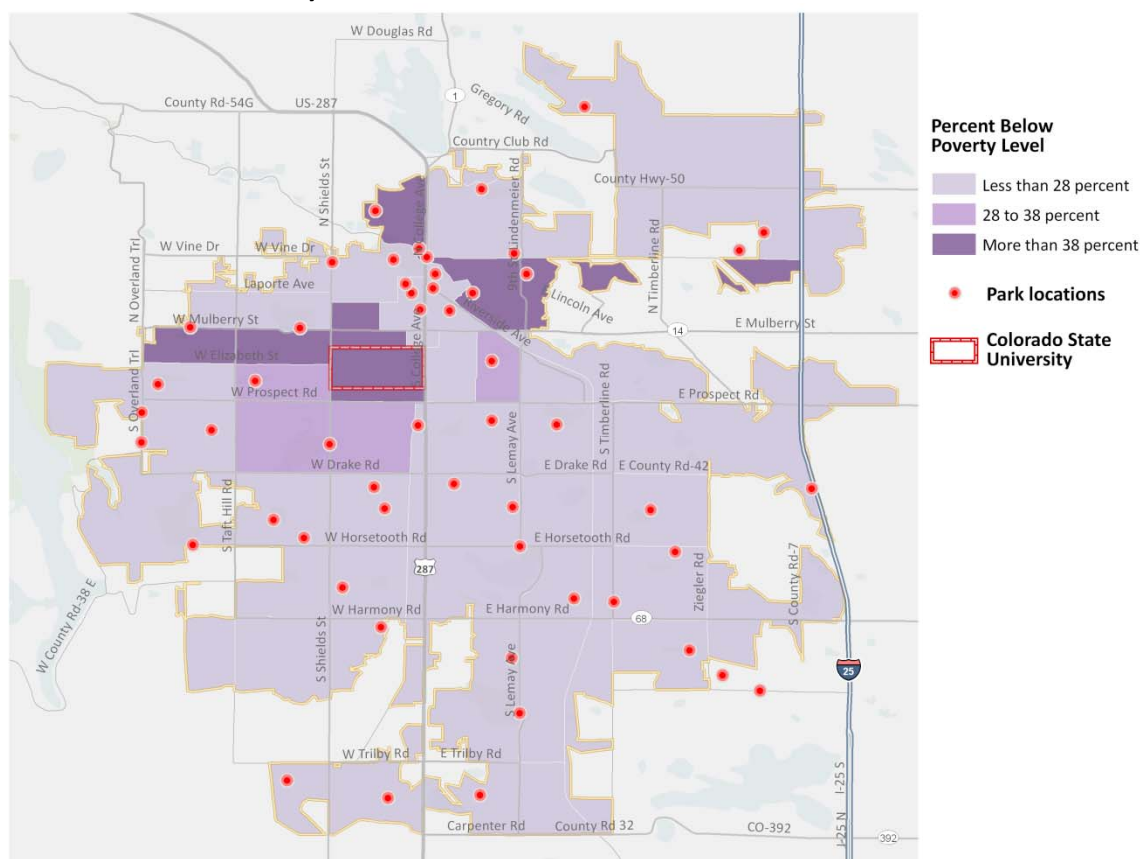 W Douglas Rd
County Rd-54G
US-287
1
Gregory Rd
Country Club Rd
County Hwy-50
N Shields St
N College Ave
Lindenmeier Rd
9th St
N Timberline Rd
N Overland Trl
W Vine Dr
W Vine Dr
Laporte Ave
E Lincoln Ave
Riverside Ave
W Mulberry St
14
E Mulberry St
W Elizabeth St
S College Ave
S Overland Trl
W Prospect Rd
E Prospect Rd
S Timberline Rd
S Lemay Ave
W Drake Rd
E Drake Rd
E County Rd-42
S Taft Hill Rd
W Horsetooth Rd
E Horsetooth Rd
287
Ziegler Rd
S County Rd-7
W County Rd-38 E
W Harmony Rd
E Harmony Rd
68
S Shields St
S Lemay Ave
25
W Trilby Rd
E Trilby Rd
I-25 S
I-25 N
Carpenter Rd
County Rd 32
CO-392
392
Percent Below
Poverty Level
Less than 28 percent
28 to 38 percent
More than 38 percent
Park locations
Colorado State
University